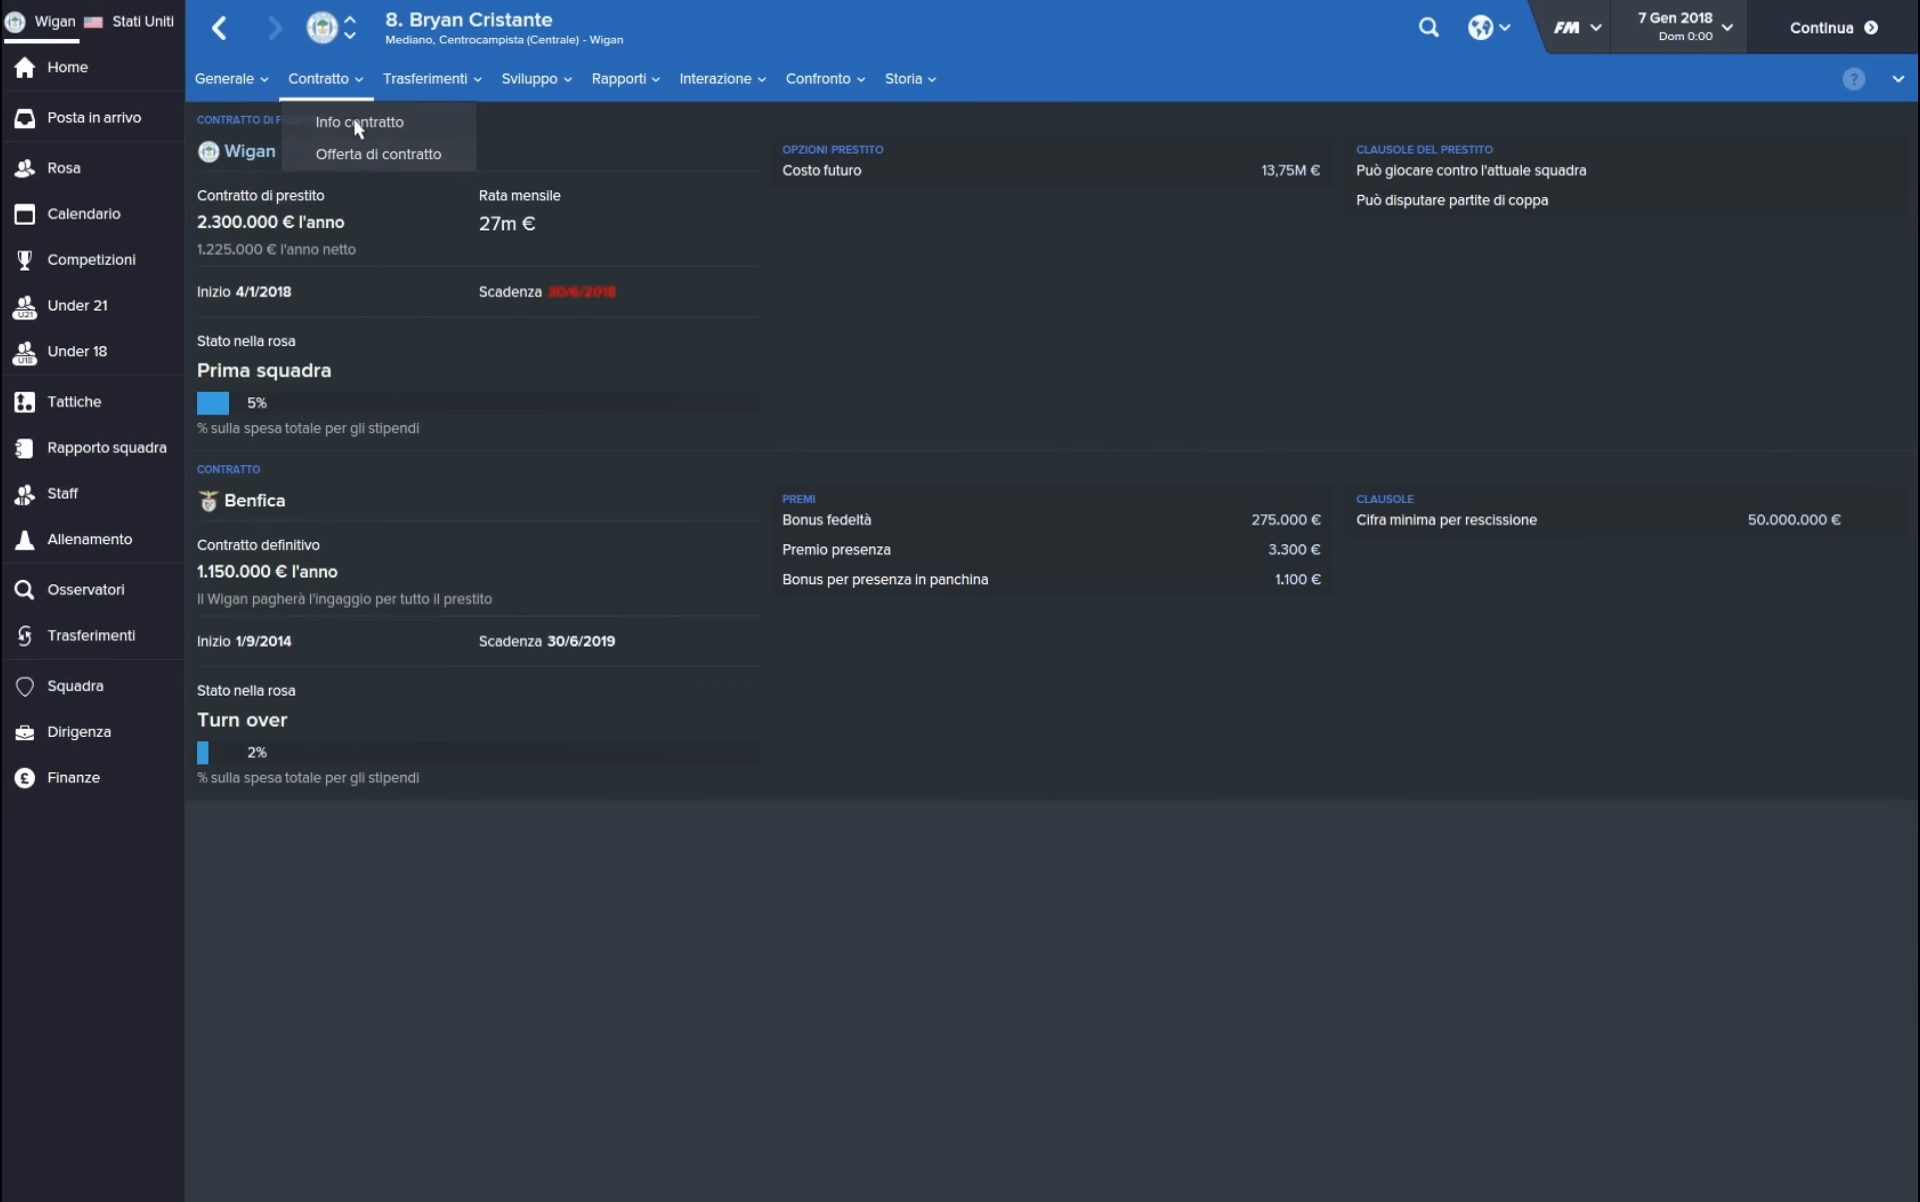 Wigan Stati Uniti
8. Bryan Cristante
Mediano, Centrocampista (Centrale) - Wigan
FM
7 Gen 2018
Dom 0:00
Continua
Generale Contratto Trasferimenti Sviluppo Rapporti Interazione Confronto Storia
?
Info contratto
Offerta di contratto
Home
Posta in arrivo
Rosa
Calendario
Competizioni
U21 Under 21
U18 Under 18
Tattiche
Rapporto squadra
Staff
Allenamento
Osservatori
Trasferimenti
Squadra
Dirigenza
£ Finanze
CONTRATTO DI
Wigan
Contratto di prestito Rata mensile
2.300.000 € l'anno 27m €
1.225.000 € l'anno netto
Inizio 4/1/2018 Scadenza 30/6/2018
Stato nella rosa
Prima squadra
5%
% sulla spesa totale per gli stipendi
OPZIONI PRESTITO
Costo futuro 13,75M €
CLAUSOLE DEL PRESTITO
Può giocare contro l'attuale squadra
Può disputare partite di coppa
CONTRATTO
Benfica
Contratto definitivo
1.150.000 € l'anno
Il Wigan pagherà l'ingaggio per tutto il prestito
Inizio 1/9/2014 Scadenza 30/6/2019
Stato nella rosa
Turn over
2%
% sulla spesa totale per gli stipendi
PREMI
Bonus fedeltà 275.000 €
Premio presenza 3.300 €
Bonus per presenza in panchina 1.100 €
CLAUSOLE
Cifra minima per rescissione 50.000.000 €